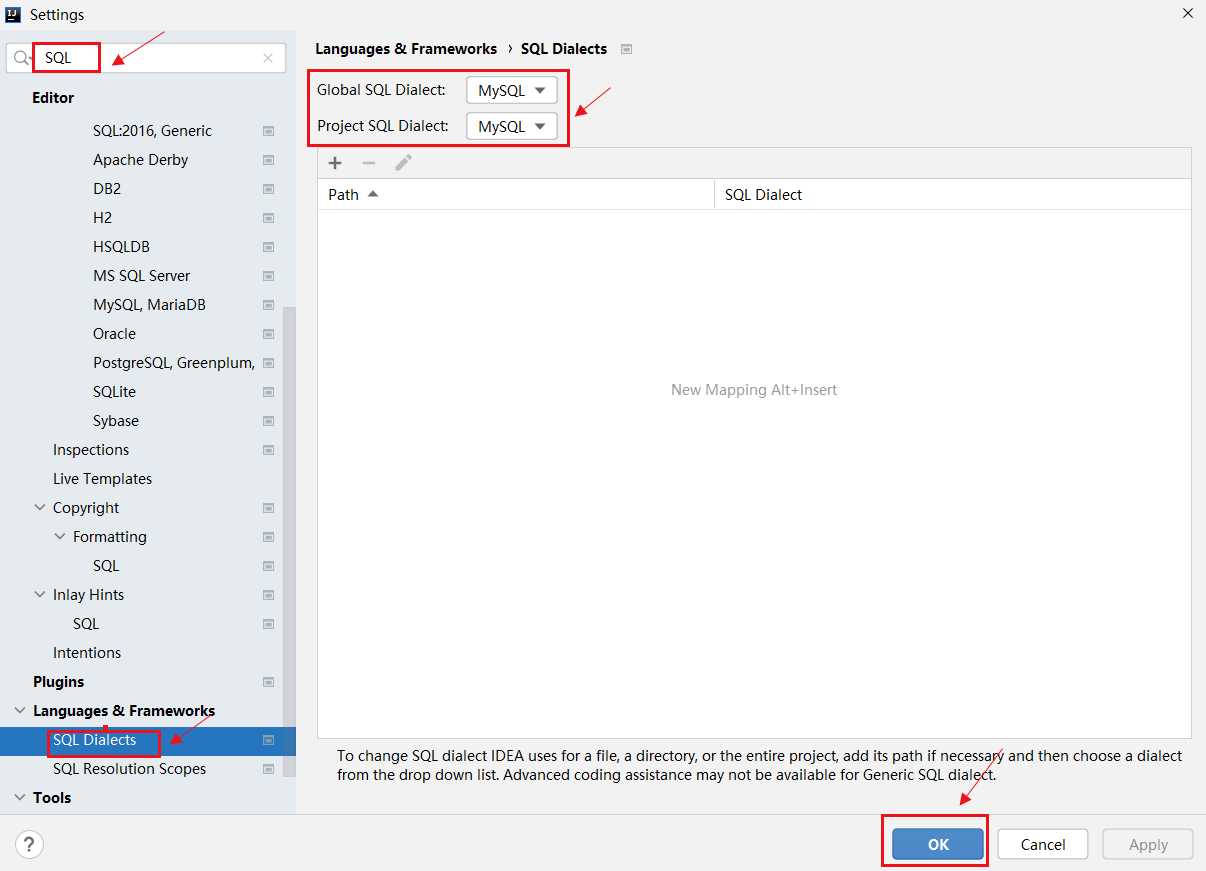 Settings
SQL
Editor
SQL:2016, Generic
Apache Derby
DB2
H2
HSQLDB
MS SQL Server
MySQL, MariaDB
Oracle
PostgreSQL, Greenplum,
SQLite
Sybase
Inspections
Live Templates
Copyright
Formatting
SQL
Inlay Hints
SQL
Intentions
Plugins
Languages & Frameworks
SQL Dialects
SQL Resolution Scopes
Tools
Languages & Frameworks › SQL Dialects
Global SQL Dialect: MySQL
Project SQL Dialect: MySQL
Path SQL Dialect
New Mapping Alt+Insert
To change SQL dialect IDEA uses for a file, a directory, or the entire project, add its path if necessary and then choose a dialect
from the drop down list. Advanced coding assistance may not be available for Generic SQL dialect.
? OK Cancel Apply